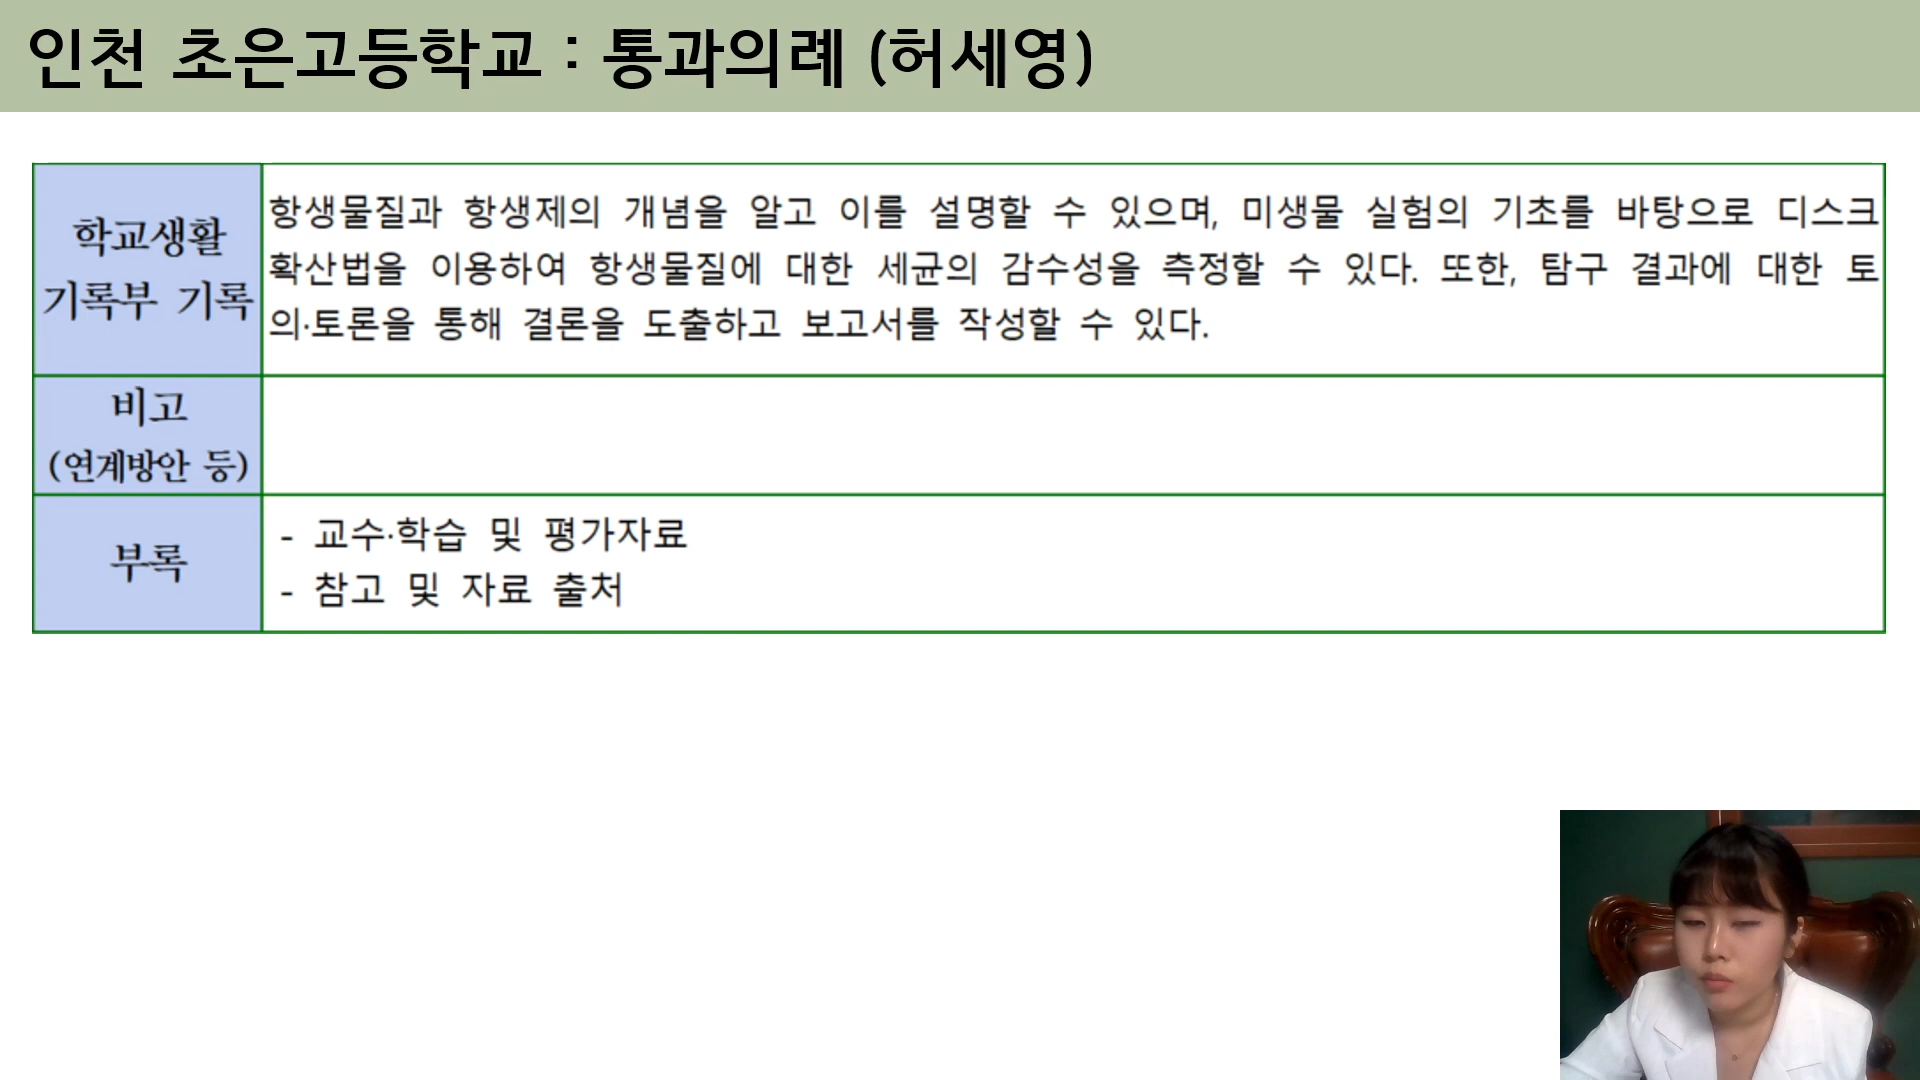 인천 초은고등학교 : 통과의례 (허세영)
학교생활
기록부 기록
항생물질과 항생제의 개념을 알고 이를 설명할 수 있으며, 미생물 실험의 기초를 바탕으로 디스크
확산법을 이용하여 항생물질에 대한 세균의 감수성을 측정할 수 있다. 또한, 탐구 결과에 대한 토
의·토론을 통해 결론을 도출하고 보고서를 작성할 수 있다.
비고
(연계방안 등)
부록
- 교수·학습 및 평가자료
- 참고 및 자료 출처